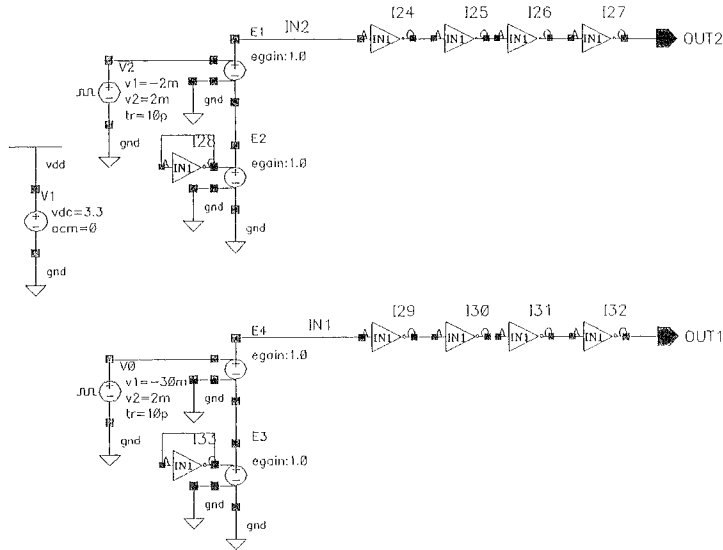 E1
IN2
I24
I25
I26
I27
IN1
IN1
IN1
IN1
OUT2
egain:1.0
V2
v1=-2m
v2=2m
tr=10p
gnd
gnd
E2
I28
IN1
egain:1.0
gnd
gnd
vdd
V1
vdc=3.3
acm=0
gnd
E4
IN1
I29
I30
I31
I32
IN1
IN1
IN1
IN1
OUT1
egain:1.0
V0
v1=-30m
v2=2m
tr=10p
gnd
gnd
E3
I33
IN1
egain:1.0
gnd
gnd